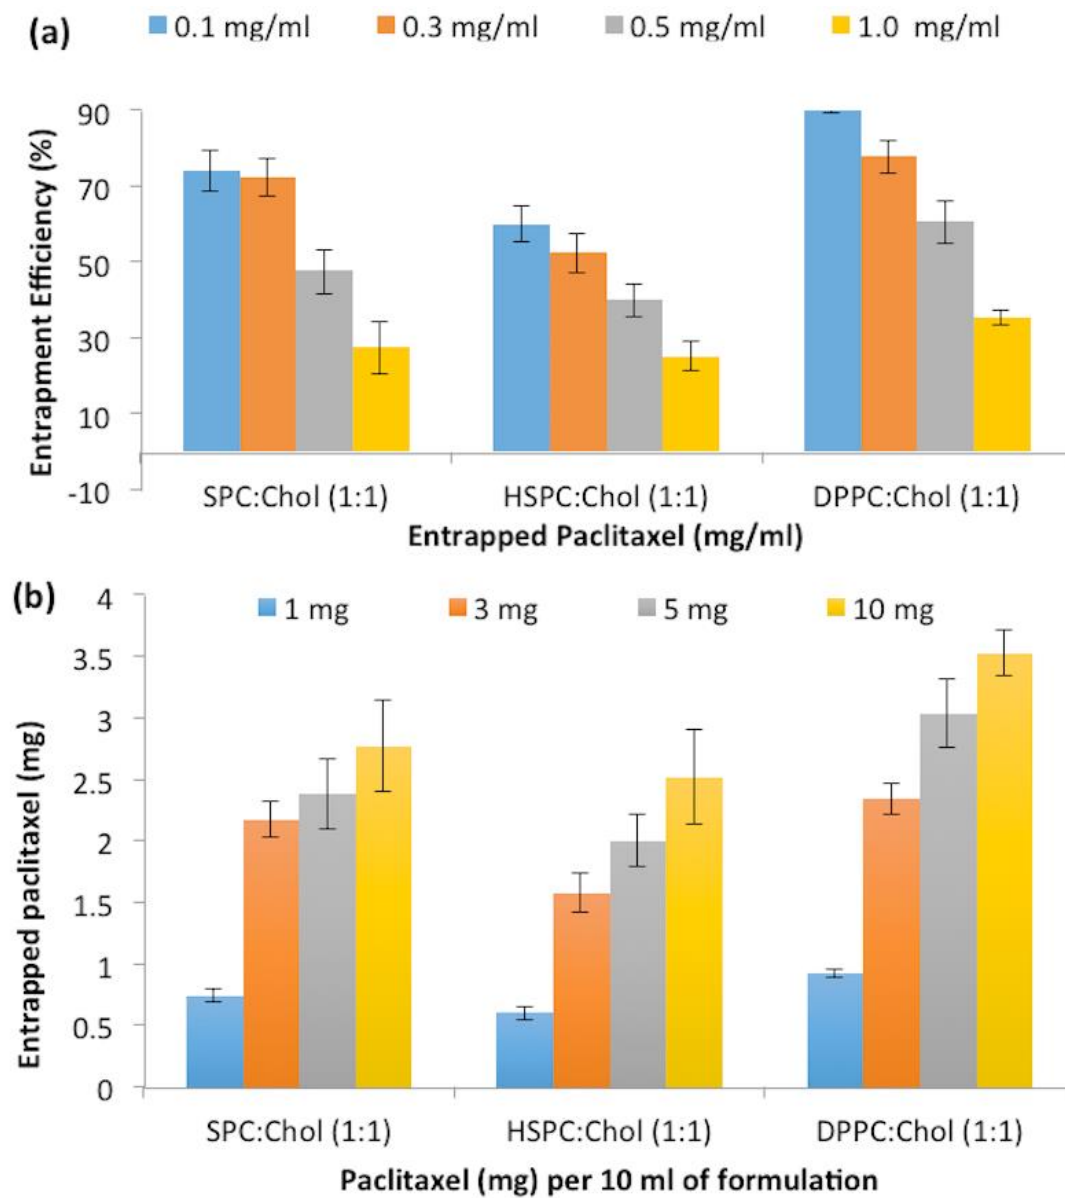 (a)
0.1 mg/ml 0.3 mg/ml 0.5 mg/ml 1.0 mg/ml
Entrapment Efficiency (%)
90
70
50
30
10
-10
SPC:Chol (1:1) HSPC:Chol (1:1) DPPC:Chol (1:1)
Entrapped Paclitaxel (mg/ml)
(b)
1 mg 3 mg 5 mg 10 mg
Entrapped paclitaxel (mg)
4
3.5
3
2.5
2
1.5
1
0.5
0
SPC:Chol (1:1) HSPC:Chol (1:1) DPPC:Chol (1:1)
Paclitaxel (mg) per 10 ml of formulation